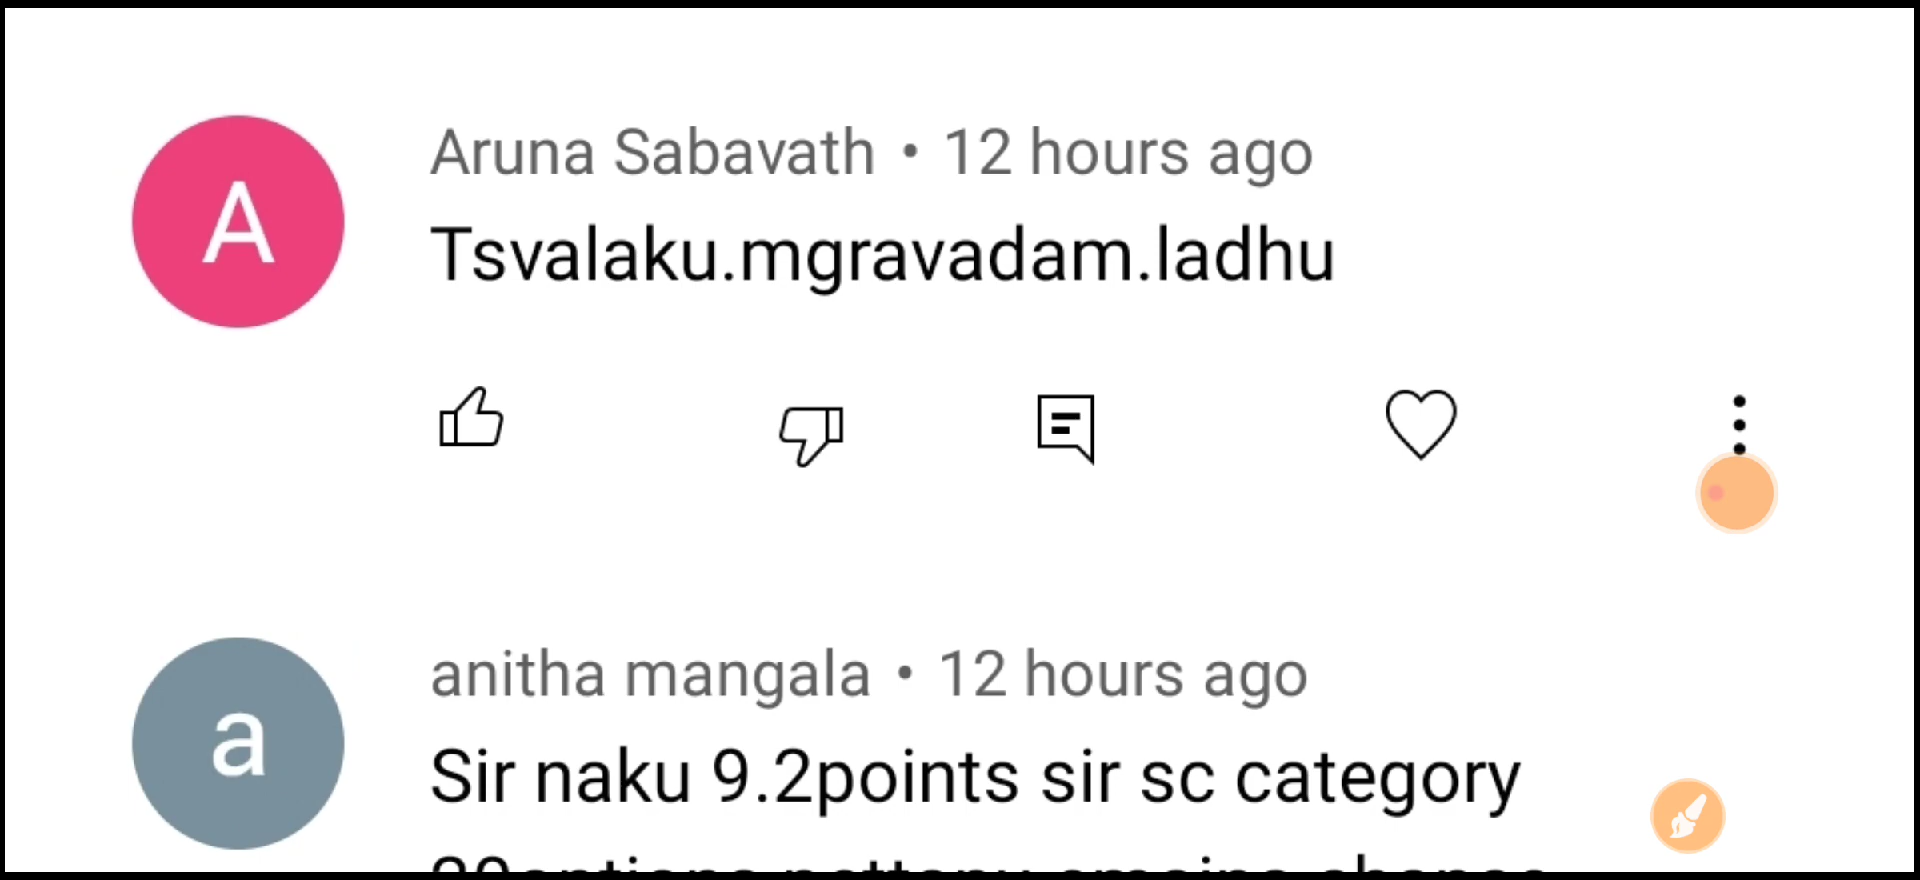 A
Aruna Sabavath • 12 hours ago
Tsvalaku.mgravadam.ladhu
a
anitha mangala • 12 hours ago
Sir naku 9.2points sir sc category